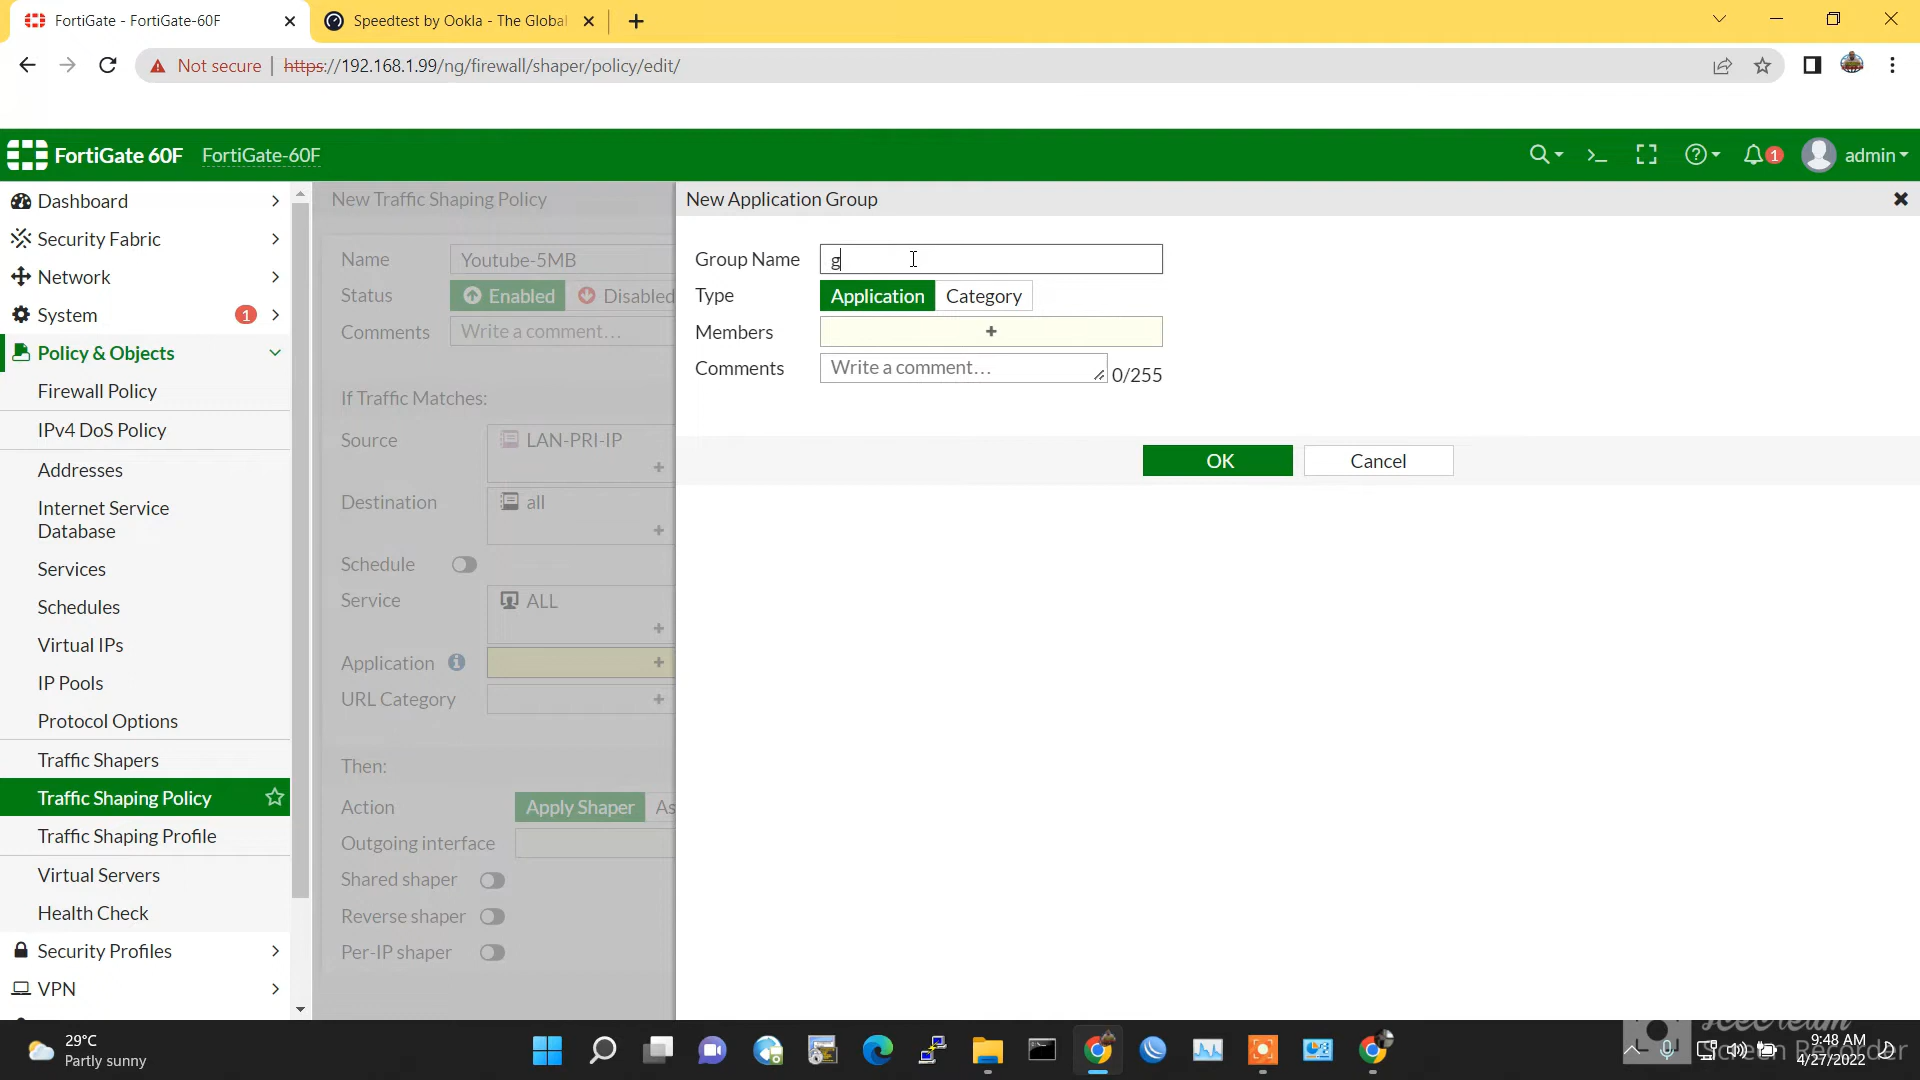 FortiGate - FortiGate-60F
Speedtest by Ookla - The Global
Not secure
https://192.168.1.99/ng/firewall/shaper/policy/edit/
FortiGate 60F
FortiGate-60F
1
admin
Dashboard
Security Fabric
Network
System
1
Policy & Objects
Firewall Policy
IPv4 DoS Policy
Addresses
Internet Service
Database
Services
Schedules
Virtual IPs
IP Pools
Protocol Options
Traffic Shapers
Traffic Shaping Policy
Traffic Shaping Profile
Virtual Servers
Health Check
Security Profiles
VPN
New Traffic Shaping Policy
Name
Youtube-5MB
Status
Enabled
Disabled
Comments
Write a comment...
If Traffic Matches:
Source
LAN-PRI-IP
Destination
all
Schedule
Service
ALL
Application
URL Category
Then:
Action
Apply Shaper
As
Outgoing interface
Shared shaper
Reverse shaper
Per-IP shaper
New Application Group
Group Name
g
Type
Application
Category
Members
Comments
Write a comment...
0/255
OK
Cancel
29°C
Partly sunny
Icecream
Screen Recorder
9:48 AM
4/27/2022